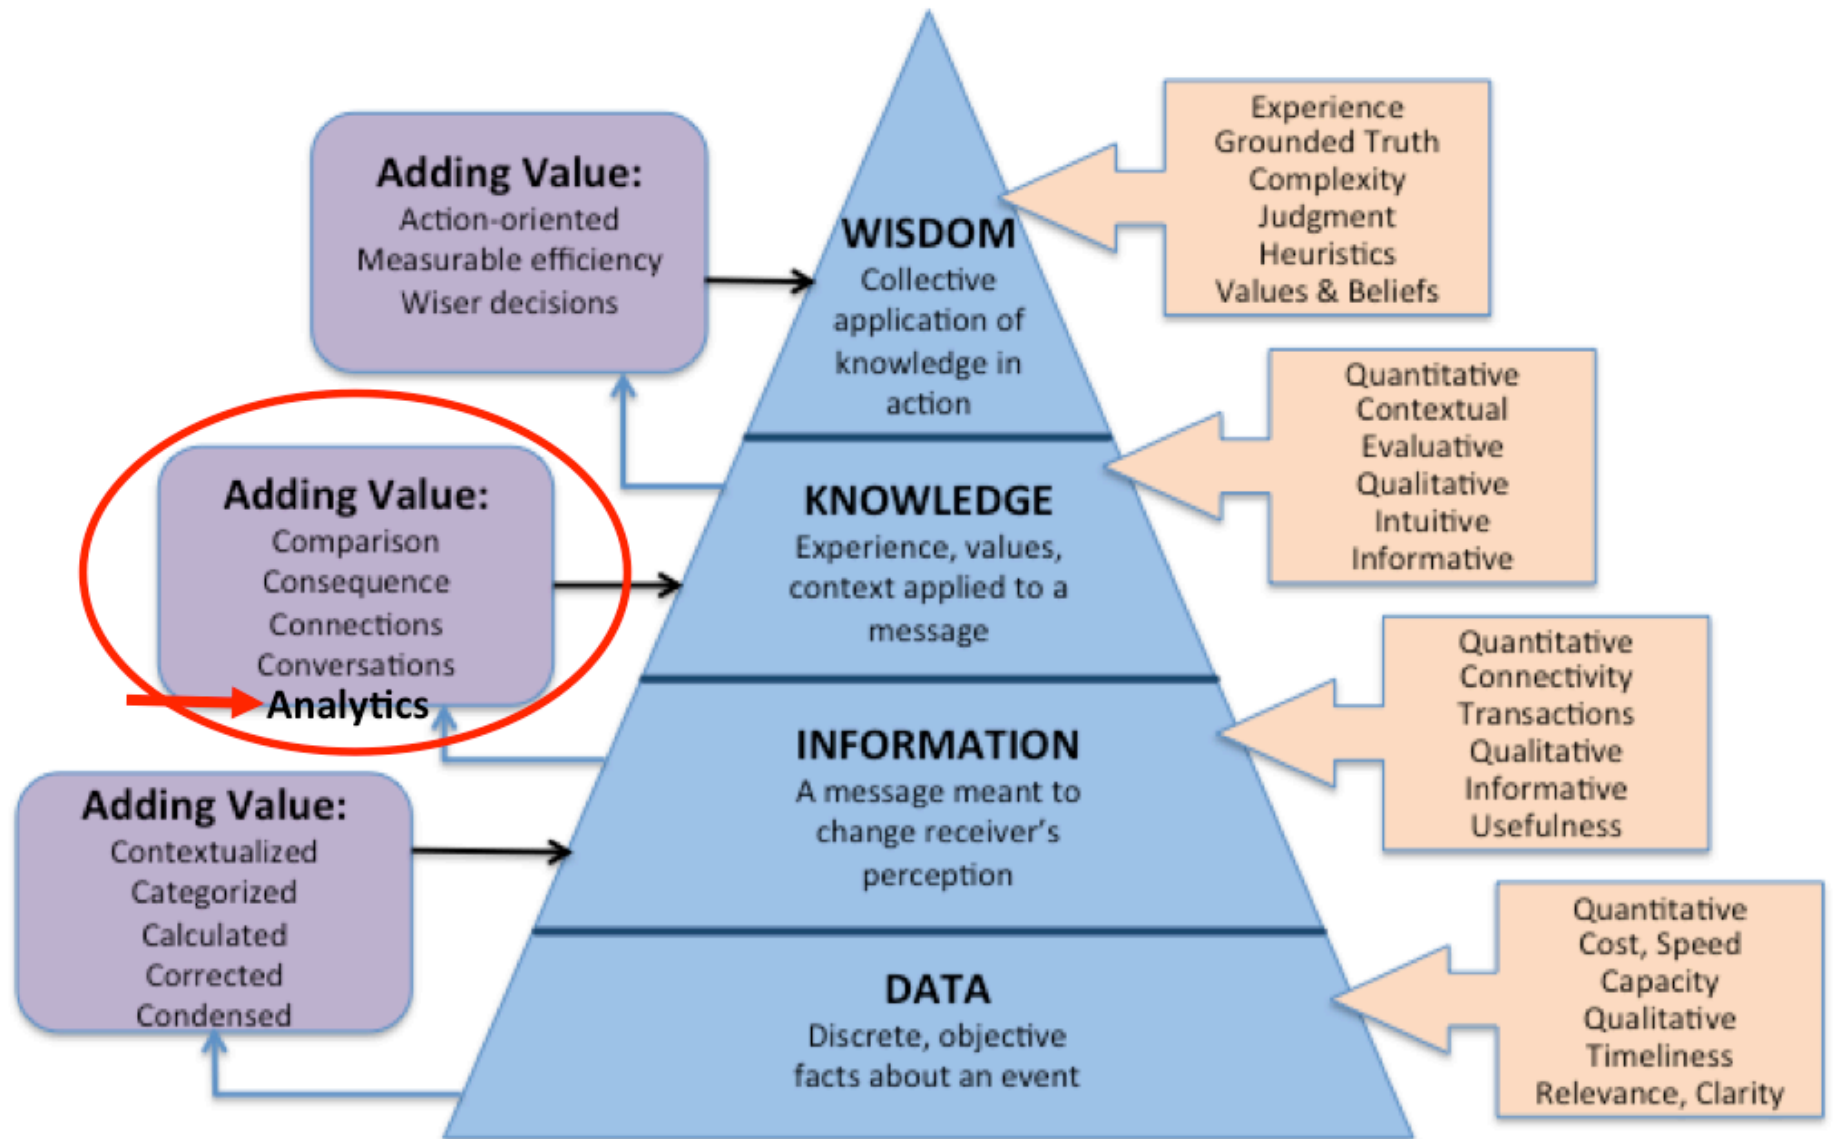 Adding Value:
Action-oriented
Measurable efficiency
Wiser decisions
WISDOM
Collective
application of
knowledge in
action
Experience
Grounded Truth
Complexity
Judgment
Heuristics
Values & Beliefs
Adding Value:
Comparison
Consequence
Connections
Conversations
Analytics
KNOWLEDGE
Experience, values,
context applied to a
message
Quantitative
Contextual
Evaluative
Qualitative
Intuitive
Informative
Adding Value:
Contextualized
Categorized
Calculated
Corrected
Condensed
INFORMATION
A message meant to
change receiver's
perception
Quantitative
Connectivity
Transactions
Qualitative
Informative
Usefulness
DATA
Discrete, objective
facts about an event
Quantitative
Cost, Speed
Capacity
Qualitative
Timeliness
Relevance, Clarity